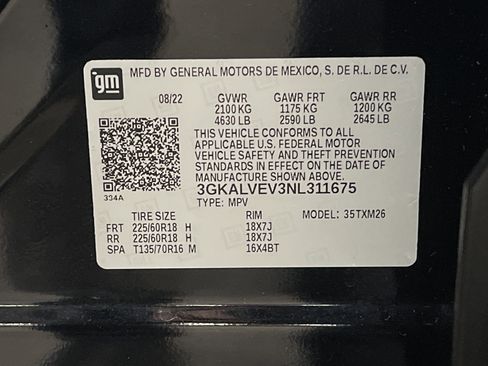 gm
MFD BY GENERAL MOTORS DE MEXICO, S. DE R.L. DE C.V.
08/22 GVWR GAWR FRT GAWR RR
2100 KG 1175 KG 1200 KG
4630 LB 2590 LB 2645 LB
THIS VEHICLE CONFORMS TO ALL
APPLICABLE U.S. FEDERAL MOTOR
VEHICLE SAFETY AND THEFT PREVENTION
STANDARDS IN EFFECT ON THE DATE OF
MANUFACTURE SHOWN ABOVE.
3GKALVEV3NL311675
334A TYPE: MPV
TIRE SIZE RIM MODEL: 35TXM26
FRT 225/60R18 H 18X7J
RR 225/60R18 H 18X7J
SPA T135/70R16 M 16X4BT